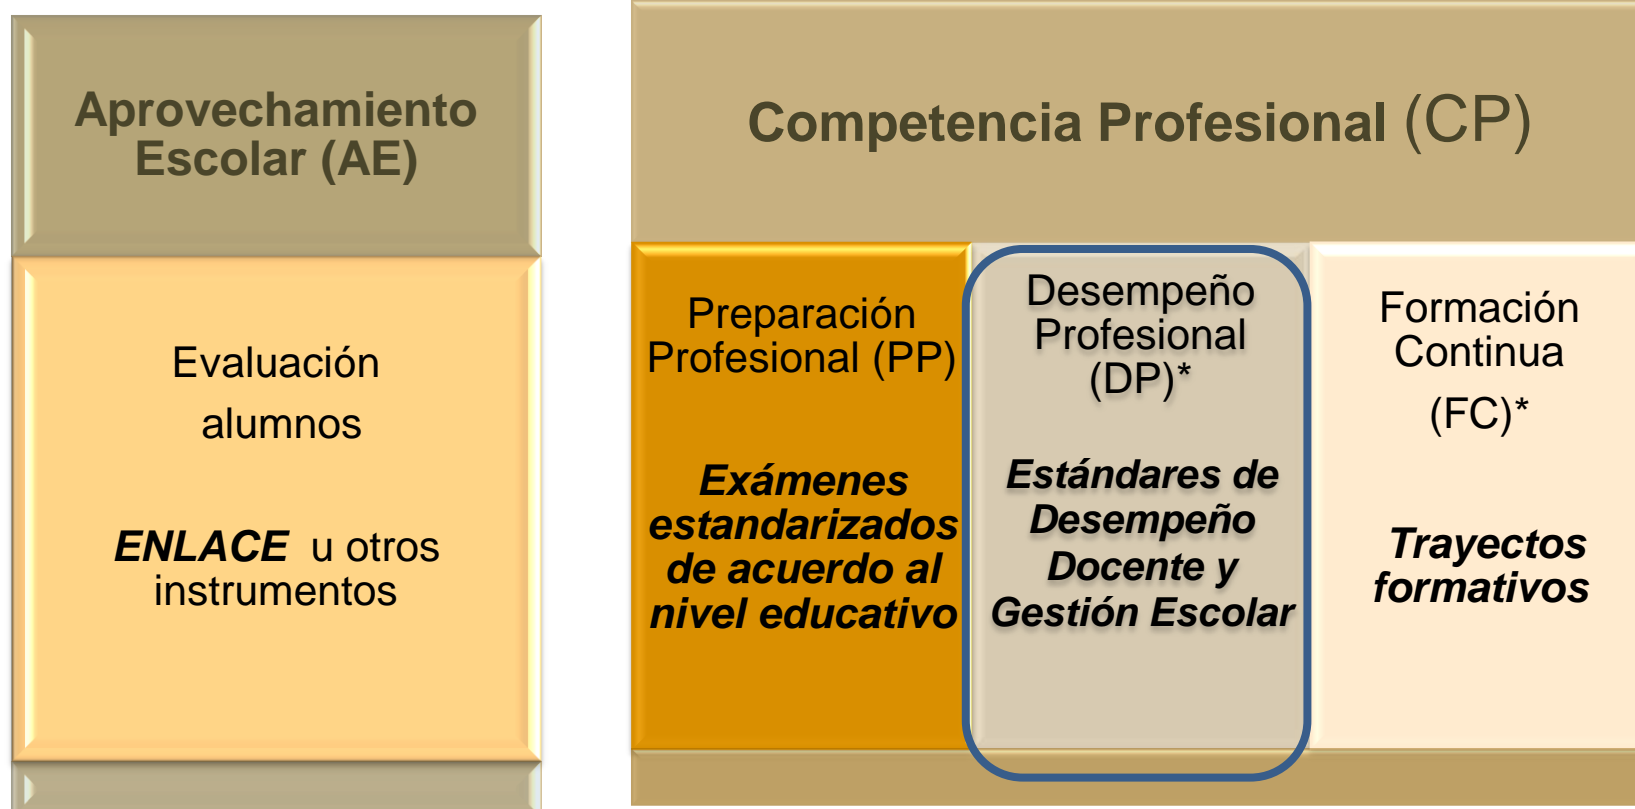 Aprovechamiento
Escolar (AE)
Evaluación
alumnos
ENLACE u otros
instrumentos
Competencia Profesional (CP)
Preparación
Profesional (PP)
Exámenes
estandarizados
de acuerdo al
nivel educativo
Desempeño
Profesional
(DP)*
Estándares de
Desempeño
Docente y
Gestión Escolar
Formación
Continua
(FC)*
Trayectos
formativos